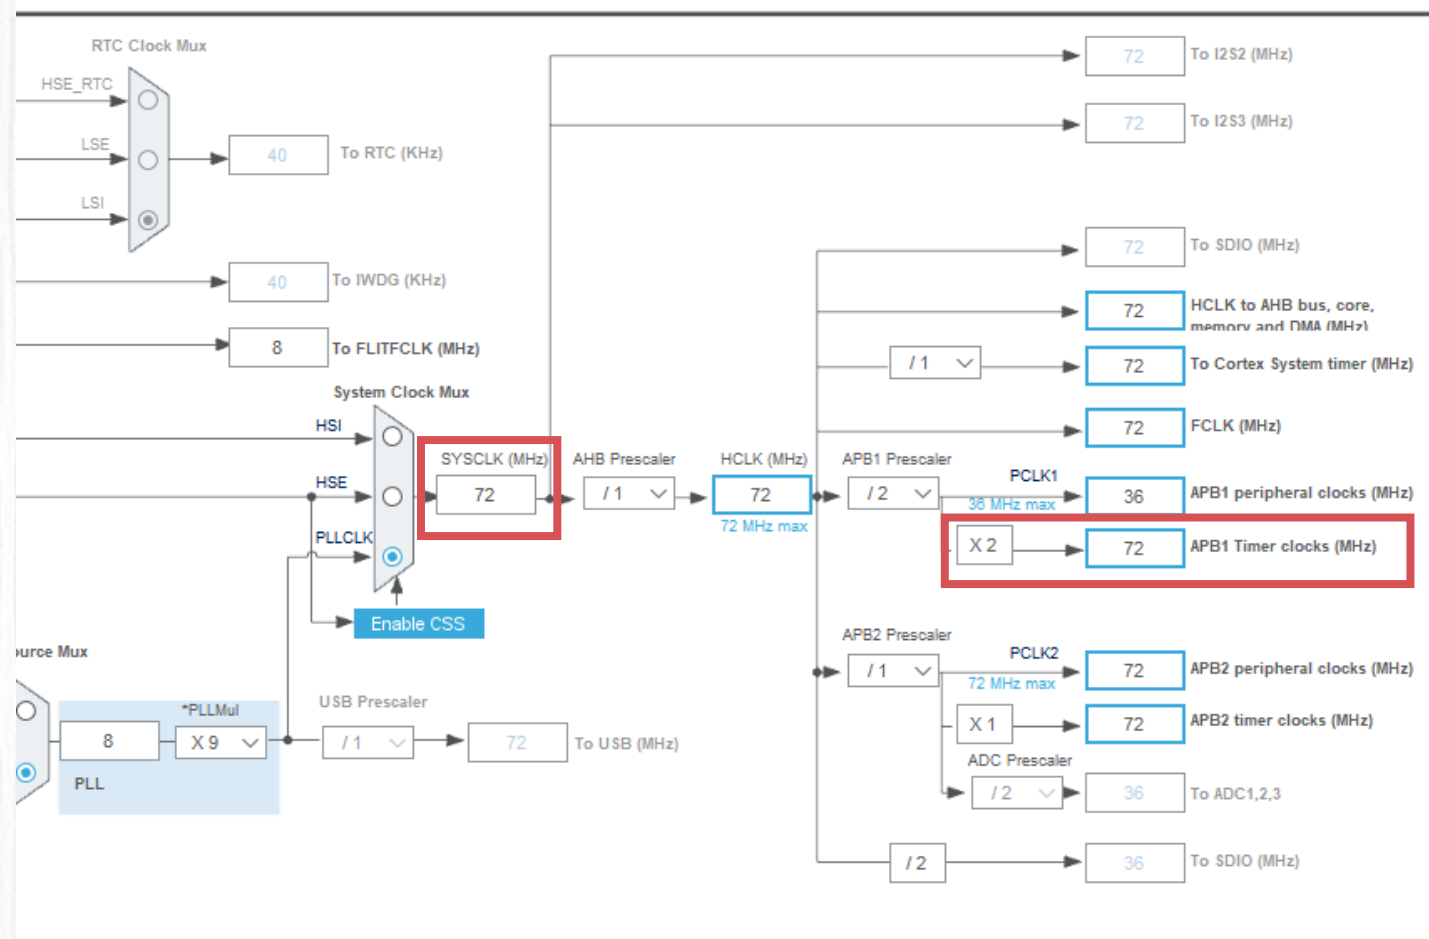 RTC Clock Mux
HSE_RTC
LSE
LSI
40
To RTC (KHz)
40
To IWDG (KHz)
8
To FLITFCLK (MHz)
System Clock Mux
HSI
HSE
PLLCLK
Enable CSS
SYSCLK (MHz)
72
AHB Prescaler
/ 1
HCLK (MHz)
72
72 MHz max
72
To I2S2 (MHz)
72
To I2S3 (MHz)
72
To SDIO (MHz)
72
HCLK to AHB bus, core,
memory and DMA (MHz)
/ 1
72
To Cortex System timer (MHz)
72
FCLK (MHz)
APB1 Prescaler
/ 2
PCLK1
36 MHz max
36
APB1 peripheral clocks (MHz)
X 2
72
APB1 Timer clocks (MHz)
APB2 Prescaler
/ 1
PCLK2
72 MHz max
72
APB2 peripheral clocks (MHz)
X 1
72
APB2 timer clocks (MHz)
ADC Prescaler
/ 2
36
To ADC1,2,3
/ 2
36
To SDIO (MHz)
Mux
8
*PLLMul
X 9
PLL
USB Prescaler
/ 1
72
To USB (MHz)